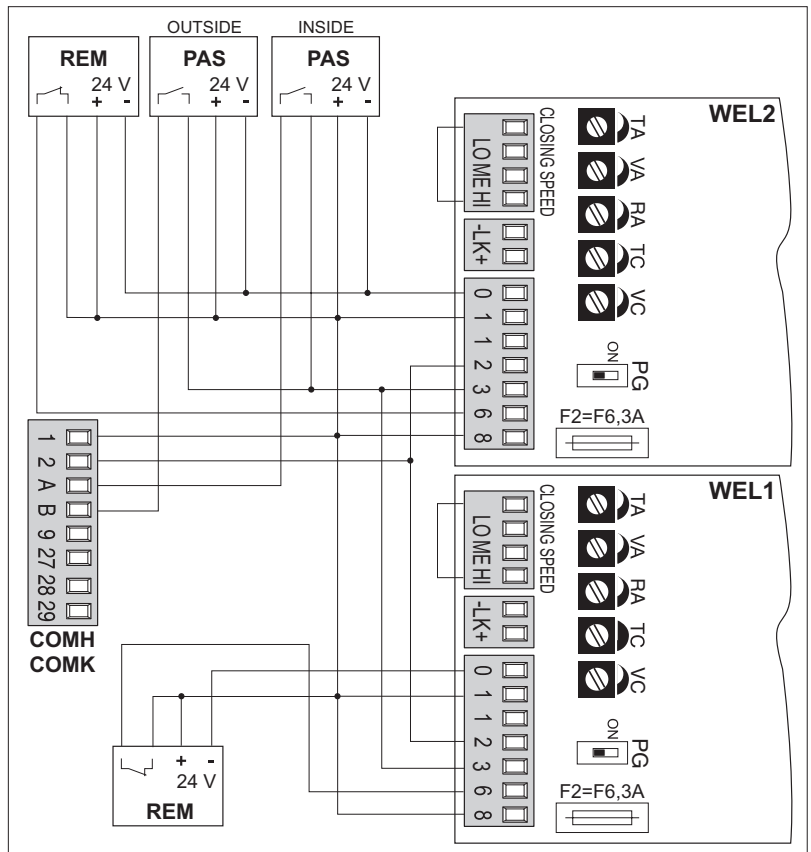 OUTSIDE
INSIDE
REM
24 V
+ -
PAS
24 V
+ -
PAS
24 V
+ -
WEL2
CLOSING SPEED
LO ME HI
-LK+
0
1
1
2
3
6
8
TA
VA
RA
TC
VC
ON
PG
F2=F6,3A
1
2
A
B
9
27
28
29
COMH
COMK
WEL1
CLOSING SPEED
LO ME HI
-LK+
0
1
1
2
3
6
8
TA
VA
RA
TC
VC
ON
PG
F2=F6,3A
+ -
24 V
REM